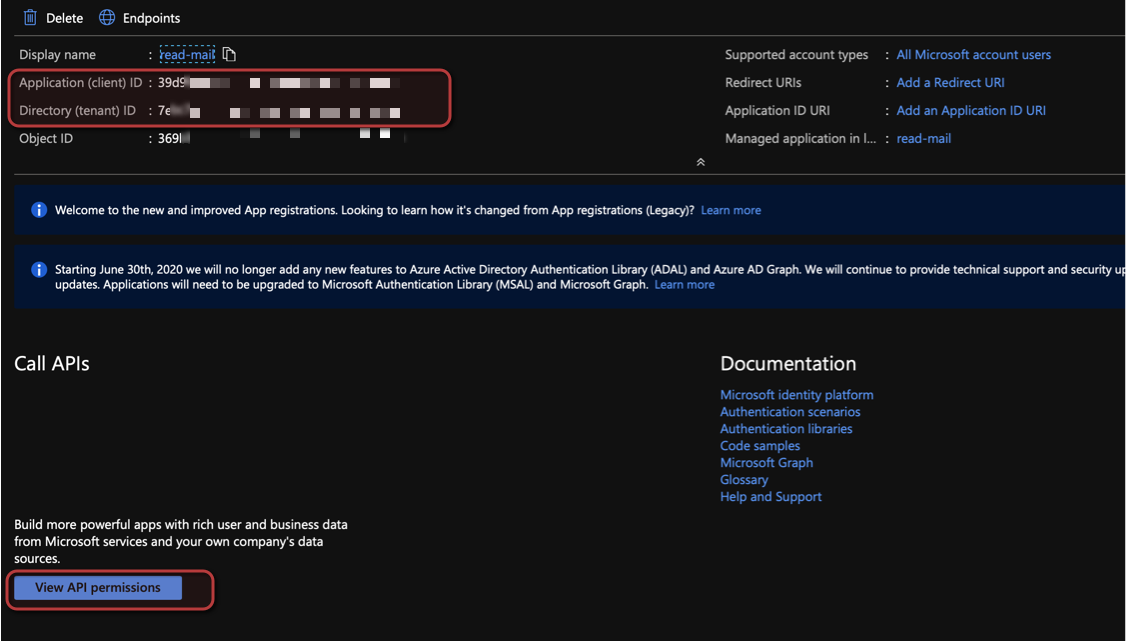 Delete Endpoints
Display name : read-mail
Application (client) ID : 39d9
Directory (tenant) ID : 7e
Object ID : 369
Supported account types : All Microsoft account users
Redirect URIs : Add a Redirect URI
Application ID URI : Add an Application ID URI
Managed application in l... : read-mail
Welcome to the new and improved App registrations. Looking to learn how it's changed from App registrations (Legacy)? Learn more
Starting June 30th, 2020 we will no longer add any new features to Azure Active Directory Authentication Library (ADAL) and Azure AD Graph. We will continue to provide technical support and security up
updates. Applications will need to be upgraded to Microsoft Authentication Library (MSAL) and Microsoft Graph. Learn more
Call APIs
Build more powerful apps with rich user and business data
from Microsoft services and your own company's data
sources.
View API permissions
Documentation
Microsoft identity platform
Authentication scenarios
Authentication libraries
Code samples
Microsoft Graph
Glossary
Help and Support